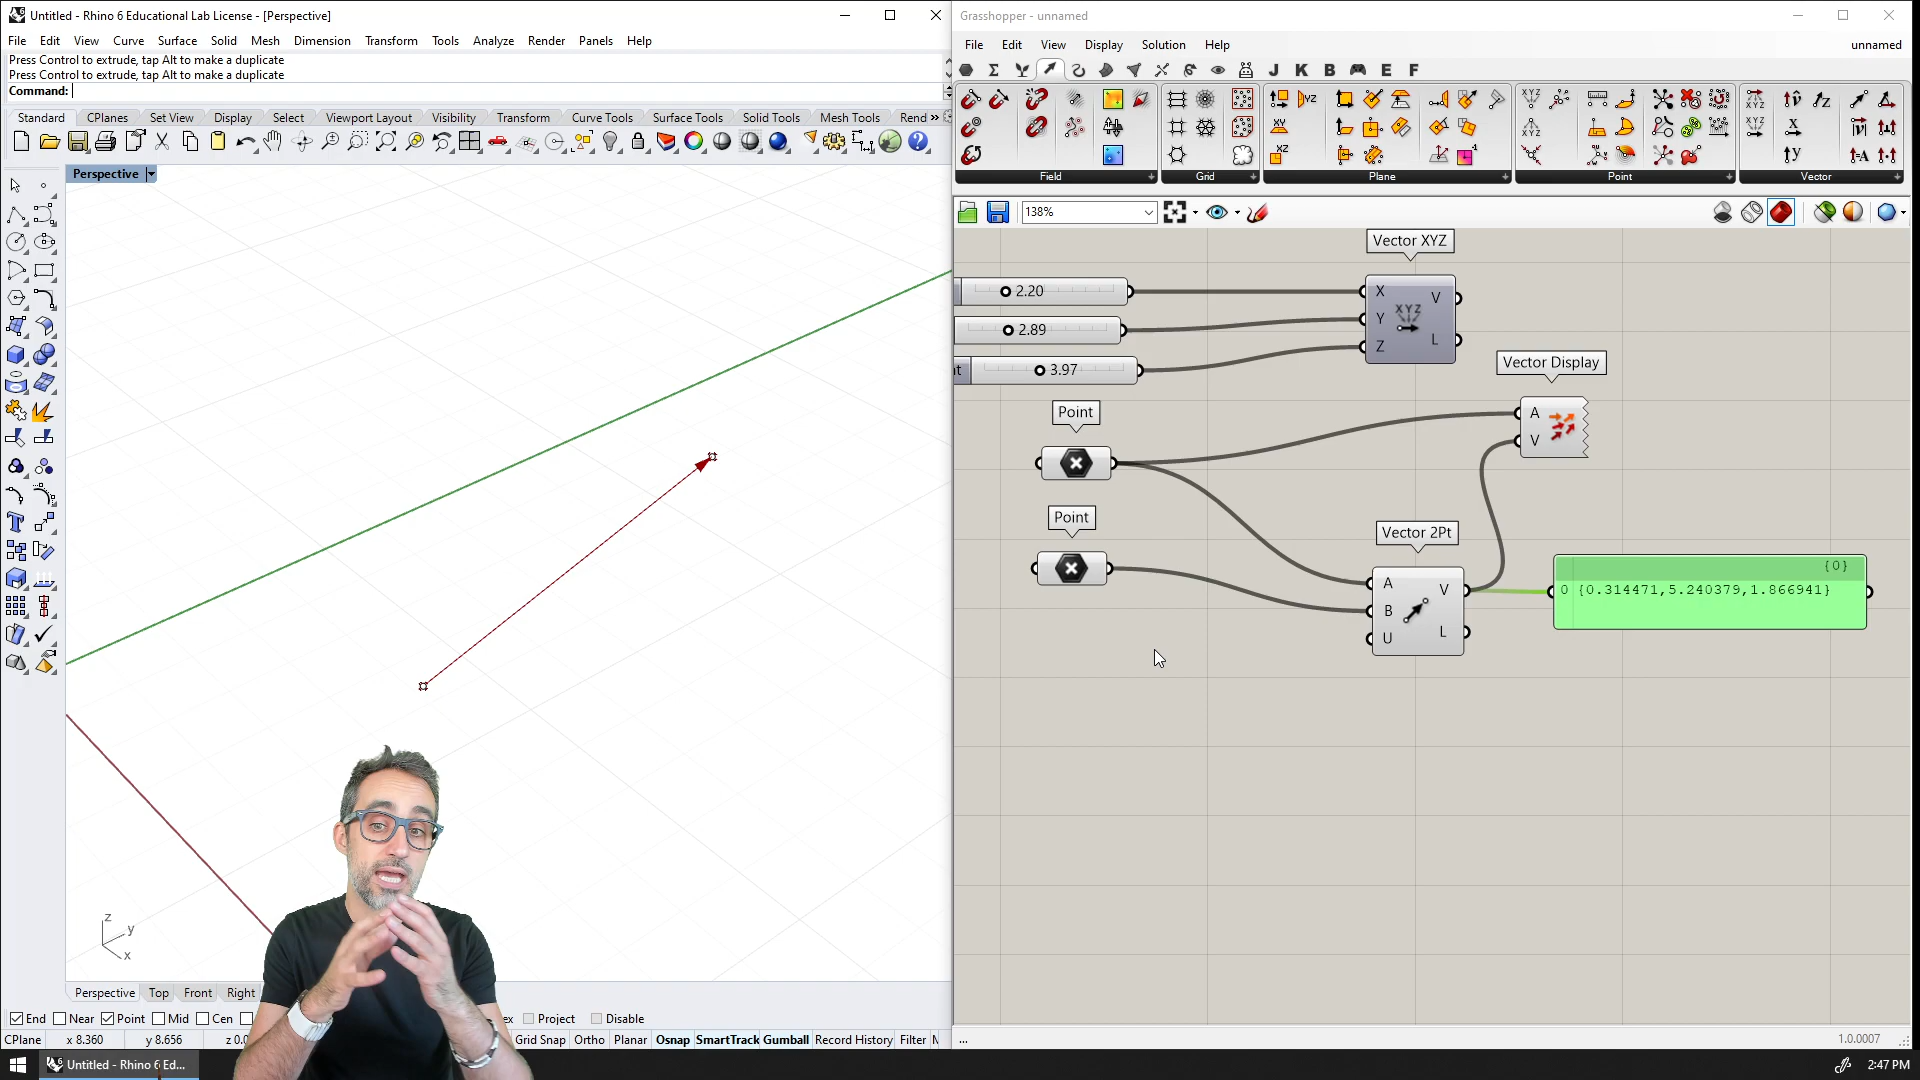 Untitled - Rhino 6 Educational Lab License - [Perspective]
File Edit View Curve Surface Solid Mesh Dimension Transform Tools Analyze Render Panels Help
Press Control to extrude, tap Alt to make a duplicate
Press Control to extrude, tap Alt to make a duplicate
Command:
Standard CPlanes Set View Display Select Viewport Layout Visibility Transform Curve Tools Surface Tools Solid Tools Mesh Tools Rend »
Perspective
z
y
x
Perspective Top Front Right
End Near Point Mid Cen
Project Disable
CPlane x 8.360 y 8.656 z 0.0
Grid Snap Ortho Planar Osnap SmartTrack Gumball Record History Filter
Untitled - Rhino 6 Ed...
Grasshopper - unnamed
File Edit View Display Solution Help unnamed
J K B E F
Field Grid Plane Point Vector
138%
Vector XYZ
2.20
2.89
3.97
X
Y
Z
V
L
XYZ
Vector Display
A
V
Point
Point
Vector 2Pt
A
B
U
V
L
{0}
0 {0.314471,5.240379,1.866941}
...
1.0.0007
2:47 PM